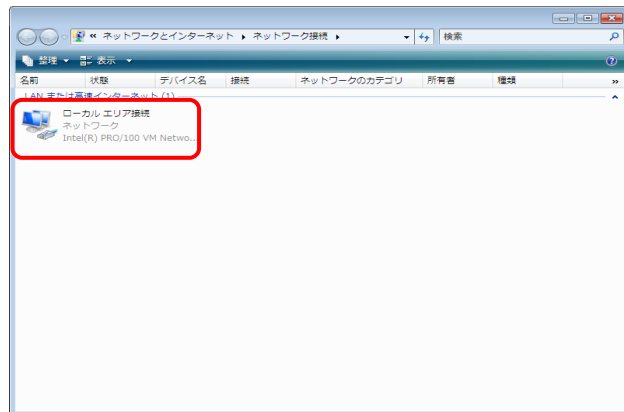 « ネットワークとインターネット ▸ ネットワーク接続 ▸ 検索
整理 表示
名前 状態 デバイス名 接続 ネットワークのカテゴリ 所有者 種類 »
LAN または高速インターネット (1)
ローカル エリア接続
ネットワーク
Intel(R) PRO/100 VM Netwo...